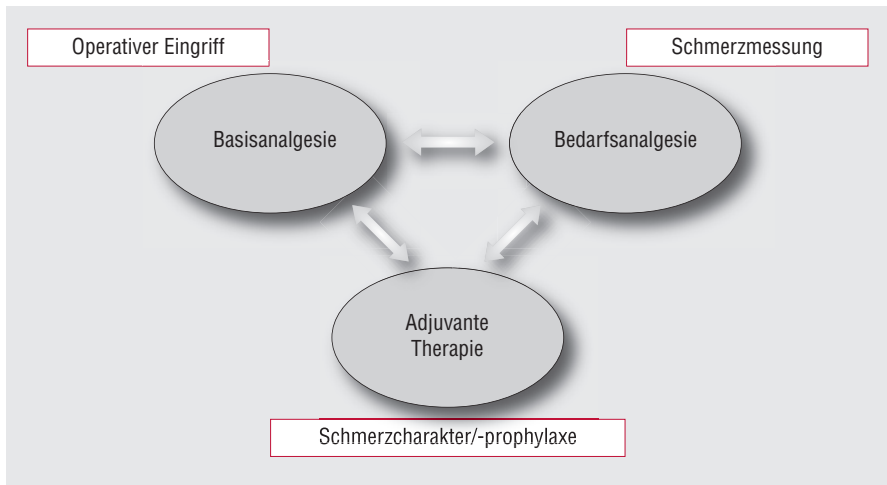 Operativer Eingriff
Schmerzmessung
Basisanalgesie
Bedarfsanalgesie
Adjuvante
Therapie
Schmerzcharakter/-prophylaxe